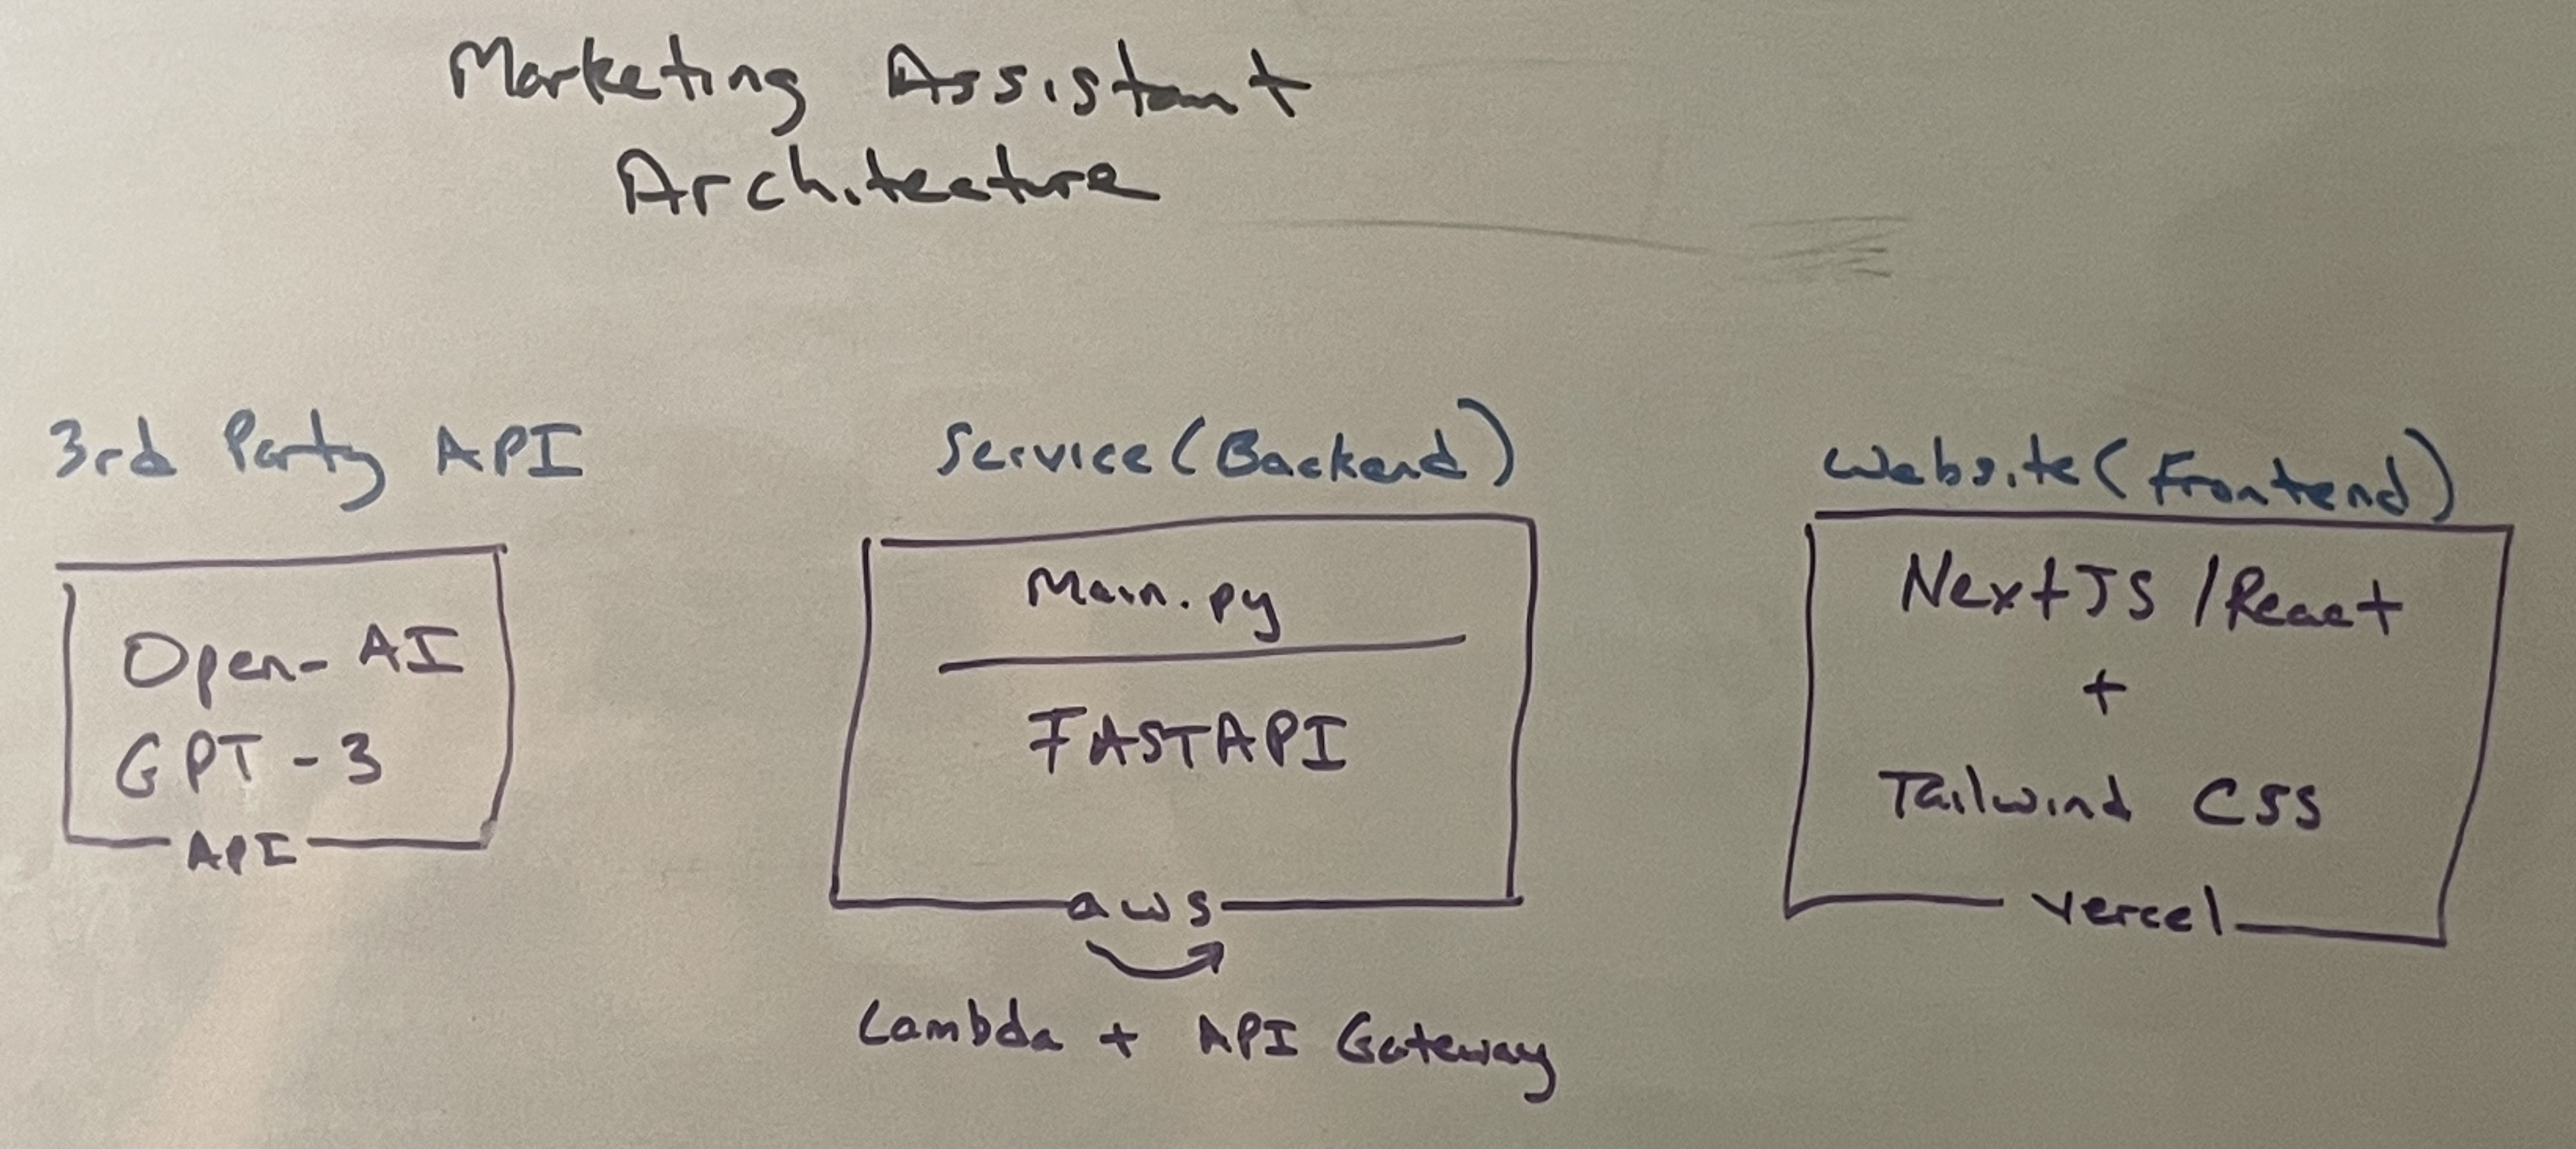 Marketing Assistant
Architecture
3rd Party API
Open-AI
GPT-3
API
Service (Backend)
Main.py
FASTAPI
aws
Lambda + API Gateway
Website (Frontend)
NextJS / React
+
Tailwind CSS
Vercel